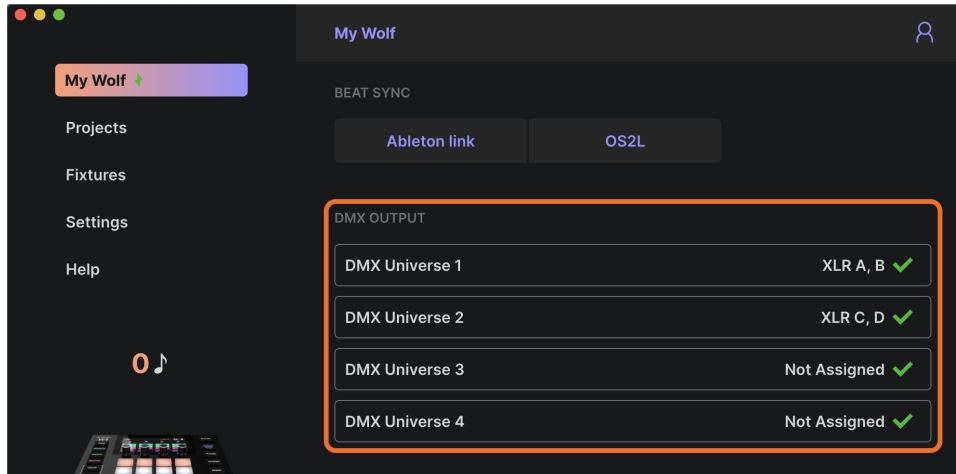 My Wolf
My Wolf
Projects
Fixtures
Settings
Help
0
BEAT SYNC
Ableton link
OS2L
DMX OUTPUT
DMX Universe 1 XLR A, B
DMX Universe 2 XLR C, D
DMX Universe 3 Not Assigned
DMX Universe 4 Not Assigned